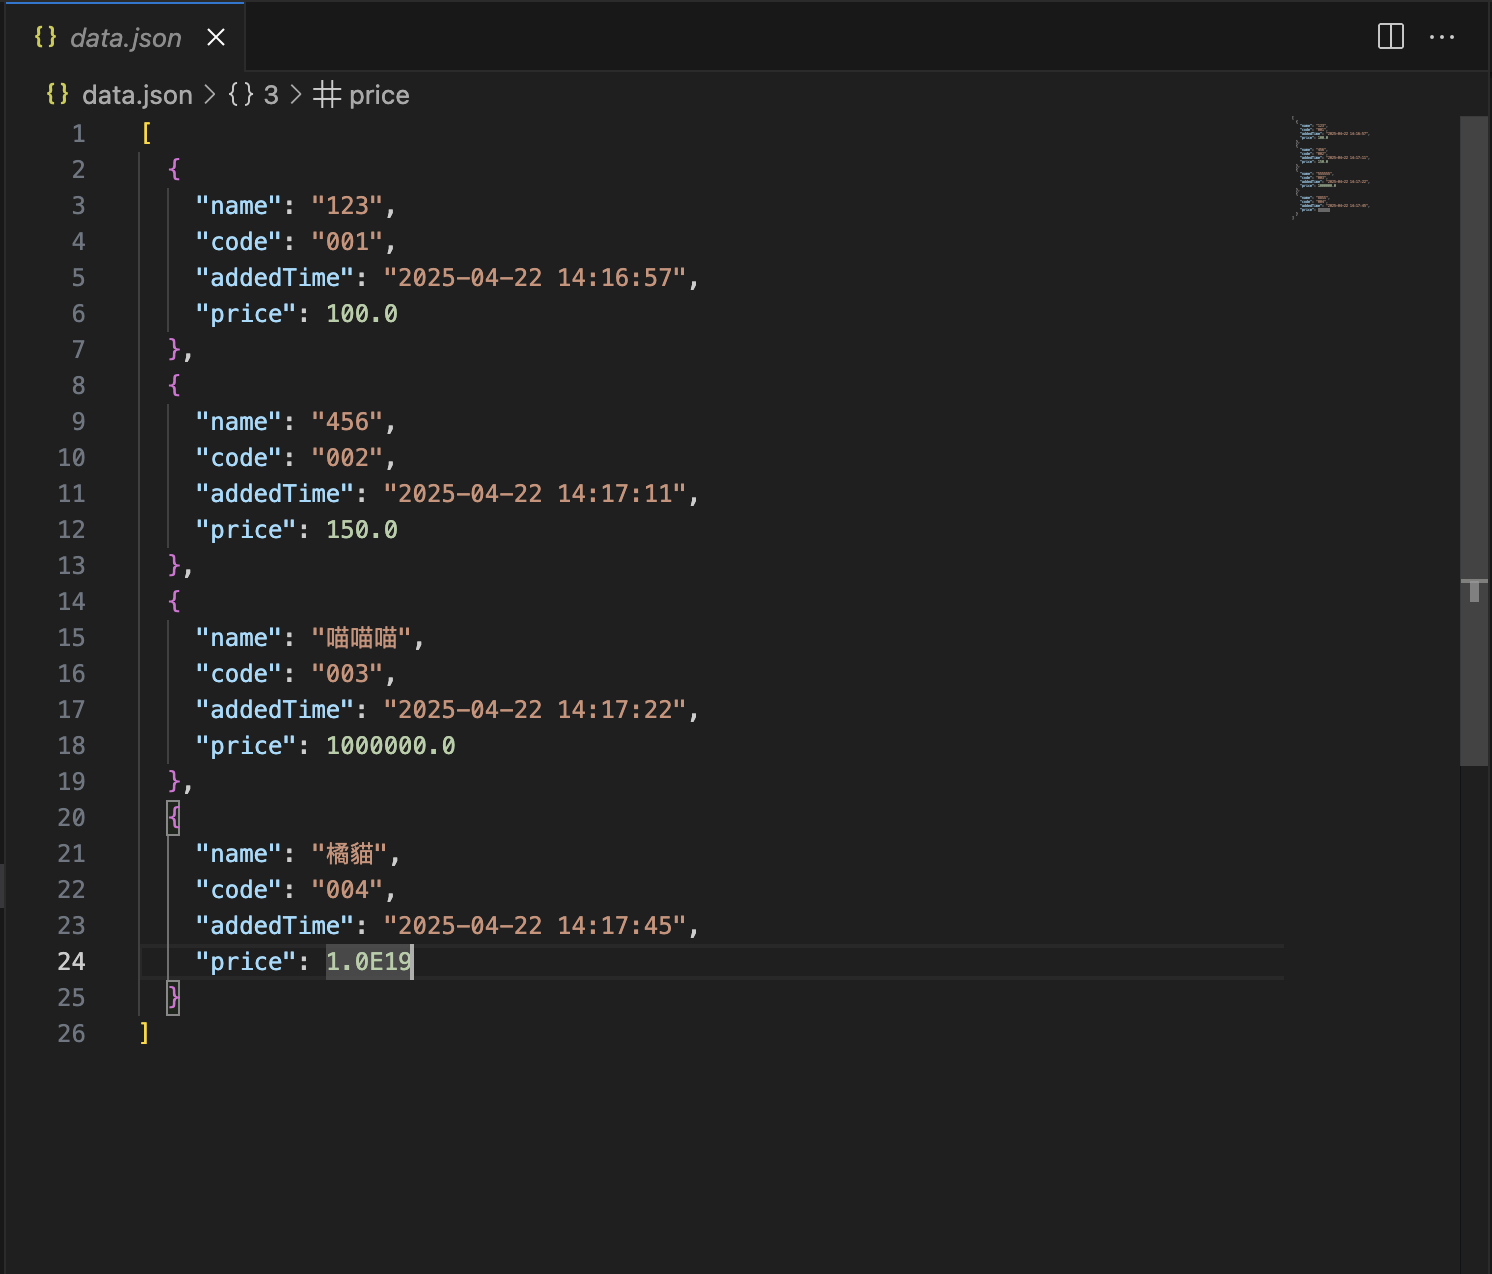 data.json
data.json > {} 3 > # price
1 [
2 {
3 "name": "123",
4 "code": "001",
5 "addedTime": "2025-04-22 14:16:57",
6 "price": 100.0
7 },
8 {
9 "name": "456",
10 "code": "002",
11 "addedTime": "2025-04-22 14:17:11",
12 "price": 150.0
13 },
14 {
15 "name": "喵喵喵",
16 "code": "003",
17 "addedTime": "2025-04-22 14:17:22",
18 "price": 1000000.0
19 },
20 {
21 "name": "橘貓",
22 "code": "004",
23 "addedTime": "2025-04-22 14:17:45",
24 "price": 1.0E19
25 }
26 ]